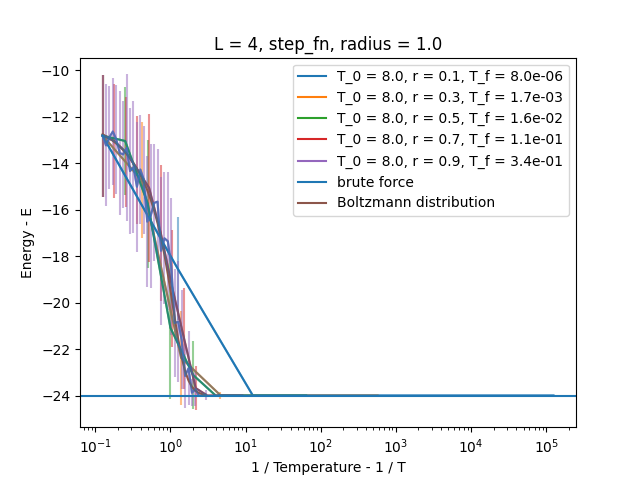 L = 4, step_fn, radius = 1.0
Energy - E
−10
−12
−14
−16
−18
−20
−22
−24
T_0 = 8.0, r = 0.1, T_f = 8.0e-06
T_0 = 8.0, r = 0.3, T_f = 1.7e-03
T_0 = 8.0, r = 0.5, T_f = 1.6e-02
T_0 = 8.0, r = 0.7, T_f = 1.1e-01
T_0 = 8.0, r = 0.9, T_f = 3.4e-01
brute force
Boltzmann distribution
10⁻¹ 10⁰ 10¹ 10² 10³ 10⁴ 10⁵
1 / Temperature - 1 / T